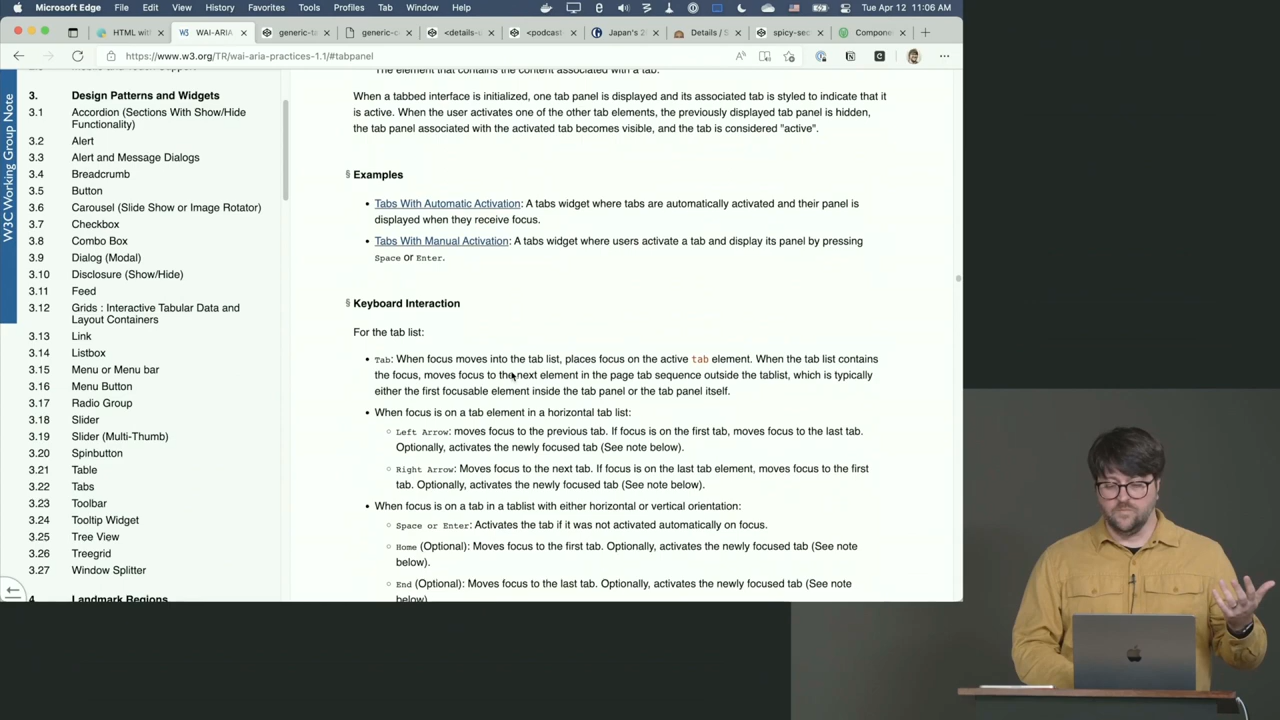 Microsoft Edge File Edit View History Favorites Tools Profiles Tab Window Help
Tue Apr 12 11:06 AM
HTML wit
WAI-ARIA
generic-ta
generic-c
<details-u
<podcast
Japan's 2
Details / S
spicy-sec
Compone
https://www.w3.org/TR/wai-aria-practices-1.1/#tabpanel
W3C Working Group Note
3. Design Patterns and Widgets
3.1 Accordion (Sections With Show/Hide
Functionality)
3.2 Alert
3.3 Alert and Message Dialogs
3.4 Breadcrumb
3.5 Button
3.6 Carousel (Slide Show or Image Rotator)
3.7 Checkbox
3.8 Combo Box
3.9 Dialog (Modal)
3.10 Disclosure (Show/Hide)
3.11 Feed
3.12 Grids : Interactive Tabular Data and
Layout Containers
3.13 Link
3.14 Listbox
3.15 Menu or Menu bar
3.16 Menu Button
3.17 Radio Group
3.18 Slider
3.19 Slider (Multi-Thumb)
3.20 Spinbutton
3.21 Table
3.22 Tabs
3.23 Toolbar
3.24 Tooltip Widget
3.25 Tree View
3.26 Treegrid
3.27 Window Splitter
4. Landmark Regions
The element that contains the content associated with a tab.
When a tabbed interface is initialized, one tab panel is displayed and its associated tab is styled to indicate that it
is active. When the user activates one of the other tab elements, the previously displayed tab panel is hidden,
the tab panel associated with the activated tab becomes visible, and the tab is considered "active".
§ Examples
• Tabs With Automatic Activation: A tabs widget where tabs are automatically activated and their panel is
displayed when they receive focus.
• Tabs With Manual Activation: A tabs widget where users activate a tab and display its panel by pressing
Space or Enter.
§ Keyboard Interaction
For the tab list:
• Tab: When focus moves into the tab list, places focus on the active tab element. When the tab list contains
the focus, moves focus to the next element in the page tab sequence outside the tablist, which is typically
either the first focusable element inside the tab panel or the tab panel itself.
• When focus is on a tab element in a horizontal tab list:
○ Left Arrow: moves focus to the previous tab. If focus is on the first tab, moves focus to the last tab.
Optionally, activates the newly focused tab (See note below).
○ Right Arrow: Moves focus to the next tab. If focus is on the last tab element, moves focus to the first
tab. Optionally, activates the newly focused tab (See note below).
• When focus is on a tab in a tablist with either horizontal or vertical orientation:
○ Space or Enter: Activates the tab if it was not activated automatically on focus.
○ Home (Optional): Moves focus to the first tab. Optionally, activates the newly focused tab (See note
below).
○ End (Optional): Moves focus to the last tab. Optionally, activates the newly focused tab (See note
below)